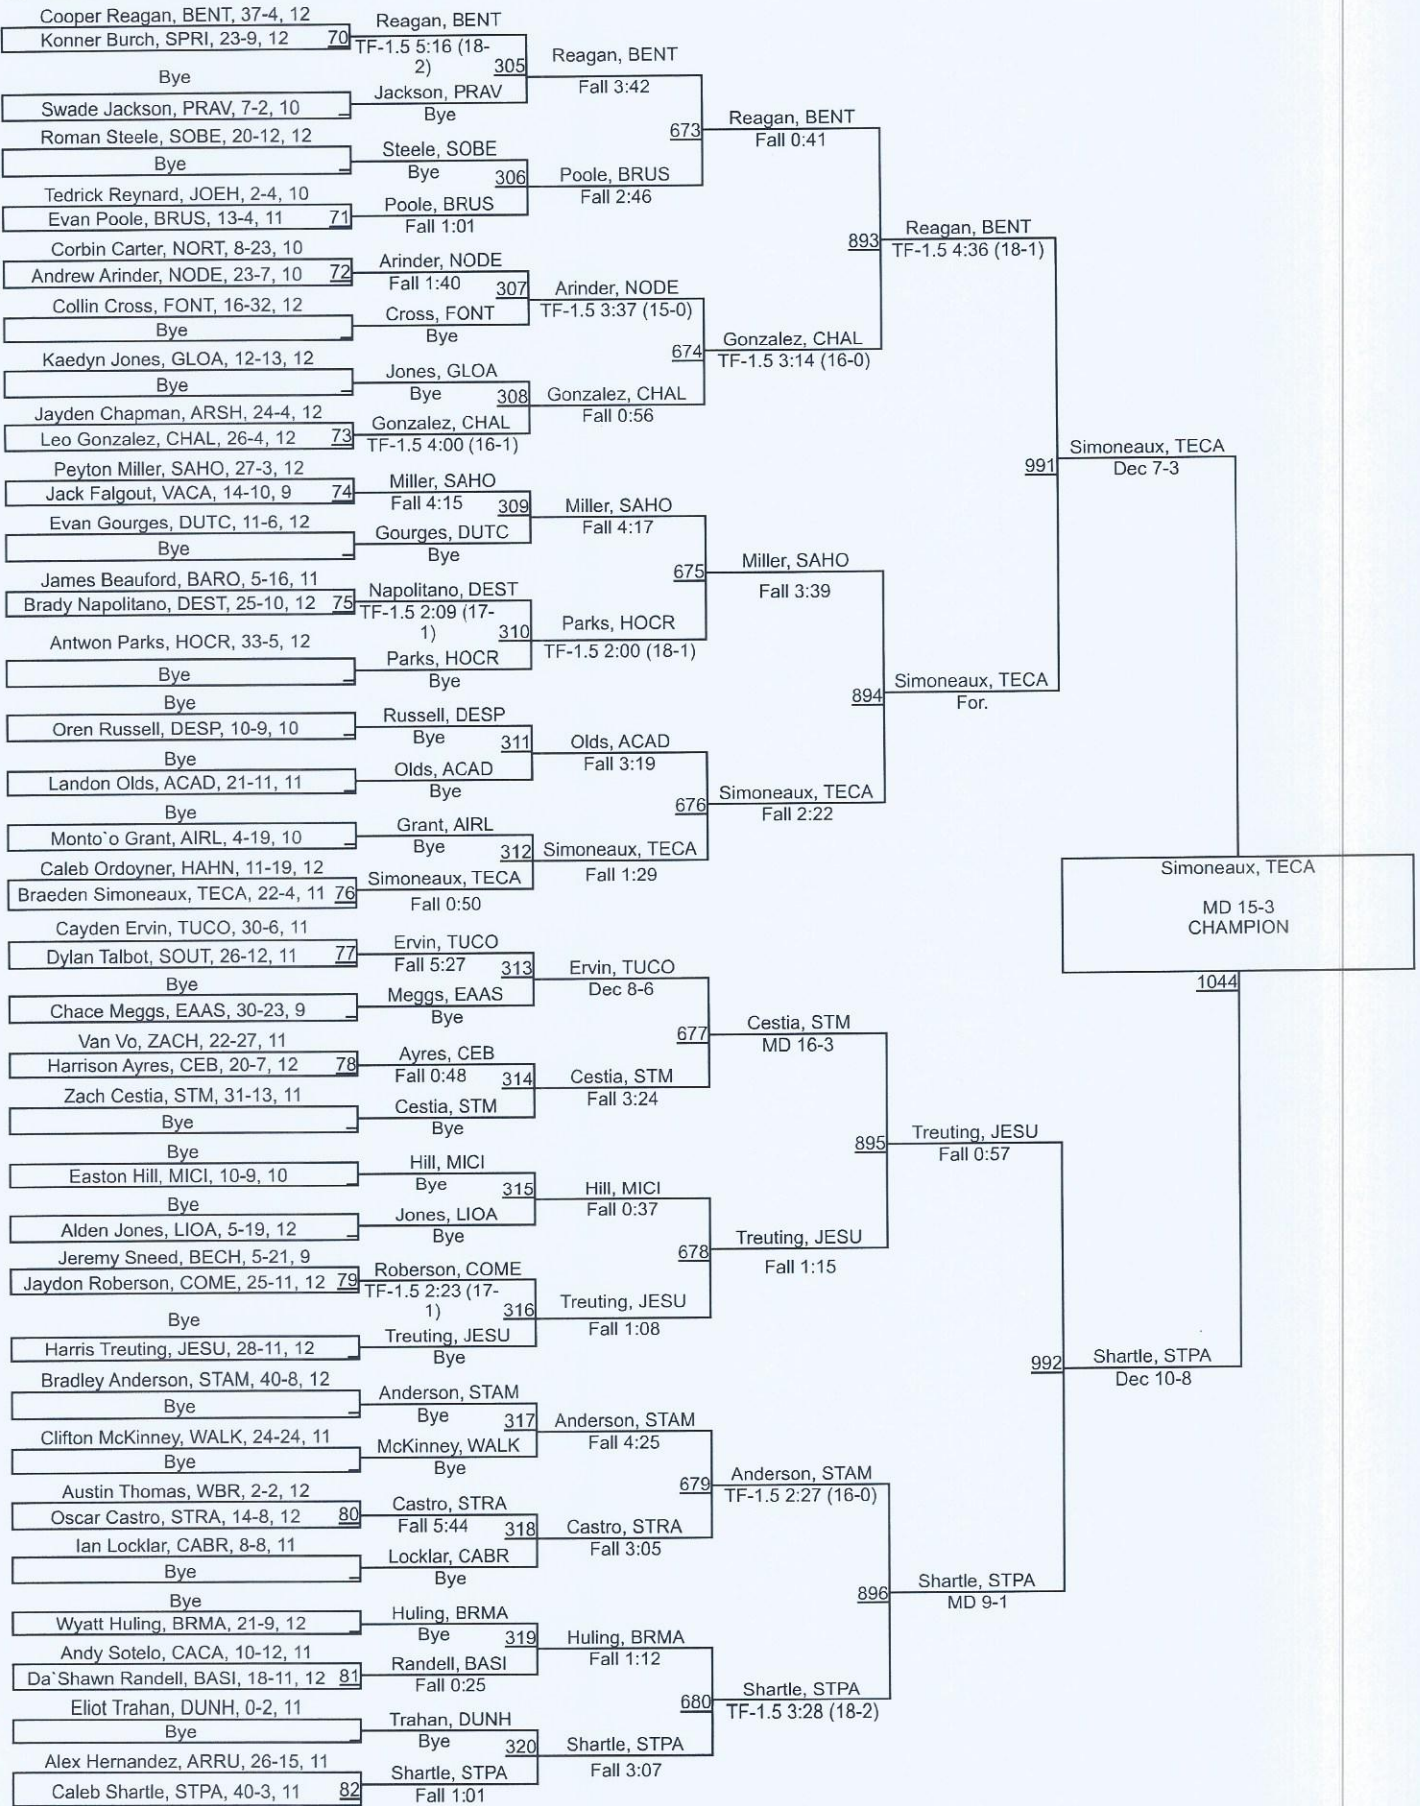 Cooper Reagan, BENT, 37-4, 12
Konner Burch, SPRI, 23-9, 12
70
Reagan, BENT
TF-1.5 5:16 (18-
2)
Bye
Swade Jackson, PRAV, 7-2, 10
Jackson, PRAV
Bye
305
Reagan, BENT
Fall 3:42
Roman Steele, SOBE, 20-12, 12
Bye
Steele, SOBE
Bye
Tedrick Reynard, JOEH, 2-4, 10
Evan Poole, BRUS, 13-4, 11
71
Poole, BRUS
Fall 1:01
306
Poole, BRUS
Fall 2:46
673
Reagan, BENT
Fall 0:41
Corbin Carter, NORT, 8-23, 10
Andrew Arinder, NODE, 23-7, 10
72
Arinder, NODE
Fall 1:40
Collin Cross, FONT, 16-32, 12
Bye
Cross, FONT
Bye
307
Arinder, NODE
TF-1.5 3:37 (15-0)
Kaedyn Jones, GLOA, 12-13, 12
Bye
Jones, GLOA
Bye
Jayden Chapman, ARSH, 24-4, 12
Leo Gonzalez, CHAL, 26-4, 12
73
Gonzalez, CHAL
TF-1.5 4:00 (16-1)
308
Gonzalez, CHAL
Fall 0:56
674
Gonzalez, CHAL
TF-1.5 3:14 (16-0)
893
Reagan, BENT
TF-1.5 4:36 (18-1)
Peyton Miller, SAHO, 27-3, 12
Jack Falgout, VACA, 14-10, 9
74
Miller, SAHO
Fall 4:15
Evan Gourges, DUTC, 11-6, 12
Bye
Gourges, DUTC
Bye
309
Miller, SAHO
Fall 4:17
James Beauford, BARO, 5-16, 11
Brady Napolitano, DEST, 25-10, 12
75
Napolitano, DEST
TF-1.5 2:09 (17-
1)
Antwon Parks, HOCR, 33-5, 12
Bye
Parks, HOCR
Bye
310
Parks, HOCR
TF-1.5 2:00 (18-1)
675
Miller, SAHO
Fall 3:39
Bye
Oren Russell, DESP, 10-9, 10
Russell, DESP
Bye
Bye
Landon Olds, ACAD, 21-11, 11
Olds, ACAD
Bye
311
Olds, ACAD
Fall 3:19
Bye
Monto`o Grant, AIRL, 4-19, 10
Grant, AIRL
Bye
Caleb Ordoyner, HAHN, 11-19, 12
Braeden Simoneaux, TECA, 22-4, 11
76
Simoneaux, TECA
Fall 0:50
312
Simoneaux, TECA
Fall 1:29
676
Simoneaux, TECA
Fall 2:22
894
Simoneaux, TECA
For.
991
Simoneaux, TECA
Dec 7-3
Cayden Ervin, TUCO, 30-6, 11
Dylan Talbot, SOUT, 26-12, 11
77
Ervin, TUCO
Fall 5:27
Bye
Chace Meggs, EAAS, 30-23, 9
Meggs, EAAS
Bye
313
Ervin, TUCO
Dec 8-6
Van Vo, ZACH, 22-27, 11
Harrison Ayres, CEB, 20-7, 12
78
Ayres, CEB
Fall 0:48
Zach Cestia, STM, 31-13, 11
Bye
Cestia, STM
Bye
314
Cestia, STM
Fall 3:24
677
Cestia, STM
MD 16-3
Bye
Easton Hill, MICI, 10-9, 10
Hill, MICI
Bye
Bye
Alden Jones, LIOA, 5-19, 12
Jones, LIOA
Bye
315
Hill, MICI
Fall 0:37
Jeremy Sneed, BECH, 5-21, 9
Jaydon Roberson, COME, 25-11, 12
79
Roberson, COME
TF-1.5 2:23 (17-
1)
Bye
Harris Treuting, JESU, 28-11, 12
Treuting, JESU
Bye
316
Treuting, JESU
Fall 1:08
678
Treuting, JESU
Fall 1:15
895
Treuting, JESU
Fall 0:57
Bradley Anderson, STAM, 40-8, 12
Bye
Anderson, STAM
Bye
Clifton McKinney, WALK, 24-24, 11
Bye
McKinney, WALK
Bye
317
Anderson, STAM
Fall 4:25
Austin Thomas, WBR, 2-2, 12
Oscar Castro, STRA, 14-8, 12
80
Castro, STRA
Fall 5:44
Ian Locklar, CABR, 8-8, 11
Bye
Locklar, CABR
Bye
318
Castro, STRA
Fall 3:05
679
Anderson, STAM
TF-1.5 2:27 (16-0)
Bye
Wyatt Huling, BRMA, 21-9, 12
Huling, BRMA
Bye
Andy Sotelo, CACA, 10-12, 11
Da`Shawn Randell, BASI, 18-11, 12
81
Randell, BASI
Fall 0:25
319
Huling, BRMA
Fall 1:12
Eliot Trahan, DUNH, 0-2, 11
Bye
Trahan, DUNH
Bye
Alex Hernandez, ARRU, 26-15, 11
Caleb Shartle, STPA, 40-3, 11
82
Shartle, STPA
Fall 1:01
320
Shartle, STPA
Fall 3:07
680
Shartle, STPA
TF-1.5 3:28 (18-2)
896
Shartle, STPA
MD 9-1
992
Shartle, STPA
Dec 10-8
Simoneaux, TECA
MD 15-3
CHAMPION
1044